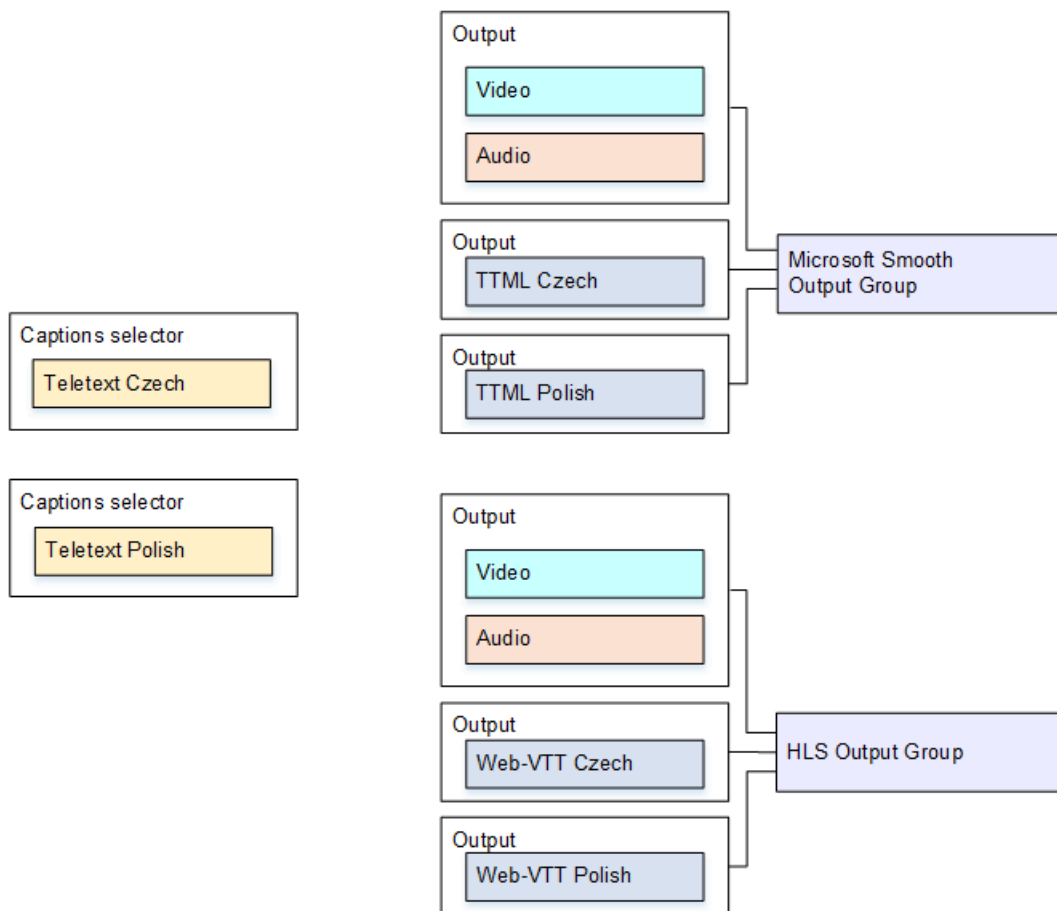 Captions selector
Teletext Czech
Captions selector
Teletext Polish
Output
Video
Audio
Output
TTML Czech
Output
TTML Polish
Microsoft Smooth
Output Group
Output
Video
Audio
Output
Web-VTT Czech
Output
Web-VTT Polish
HLS Output Group